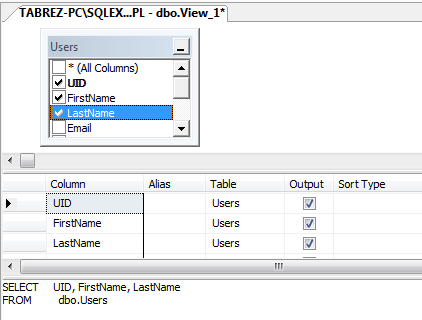 TABREZ-PC\SQLEX...PL - dbo.View_1*
Users
* (All Columns)
UID
FirstName
LastName
Email
Column Alias Table Output Sort Type
UID Users
FirstName Users
LastName Users
SELECT UID, FirstName, LastName
FROM dbo.Users